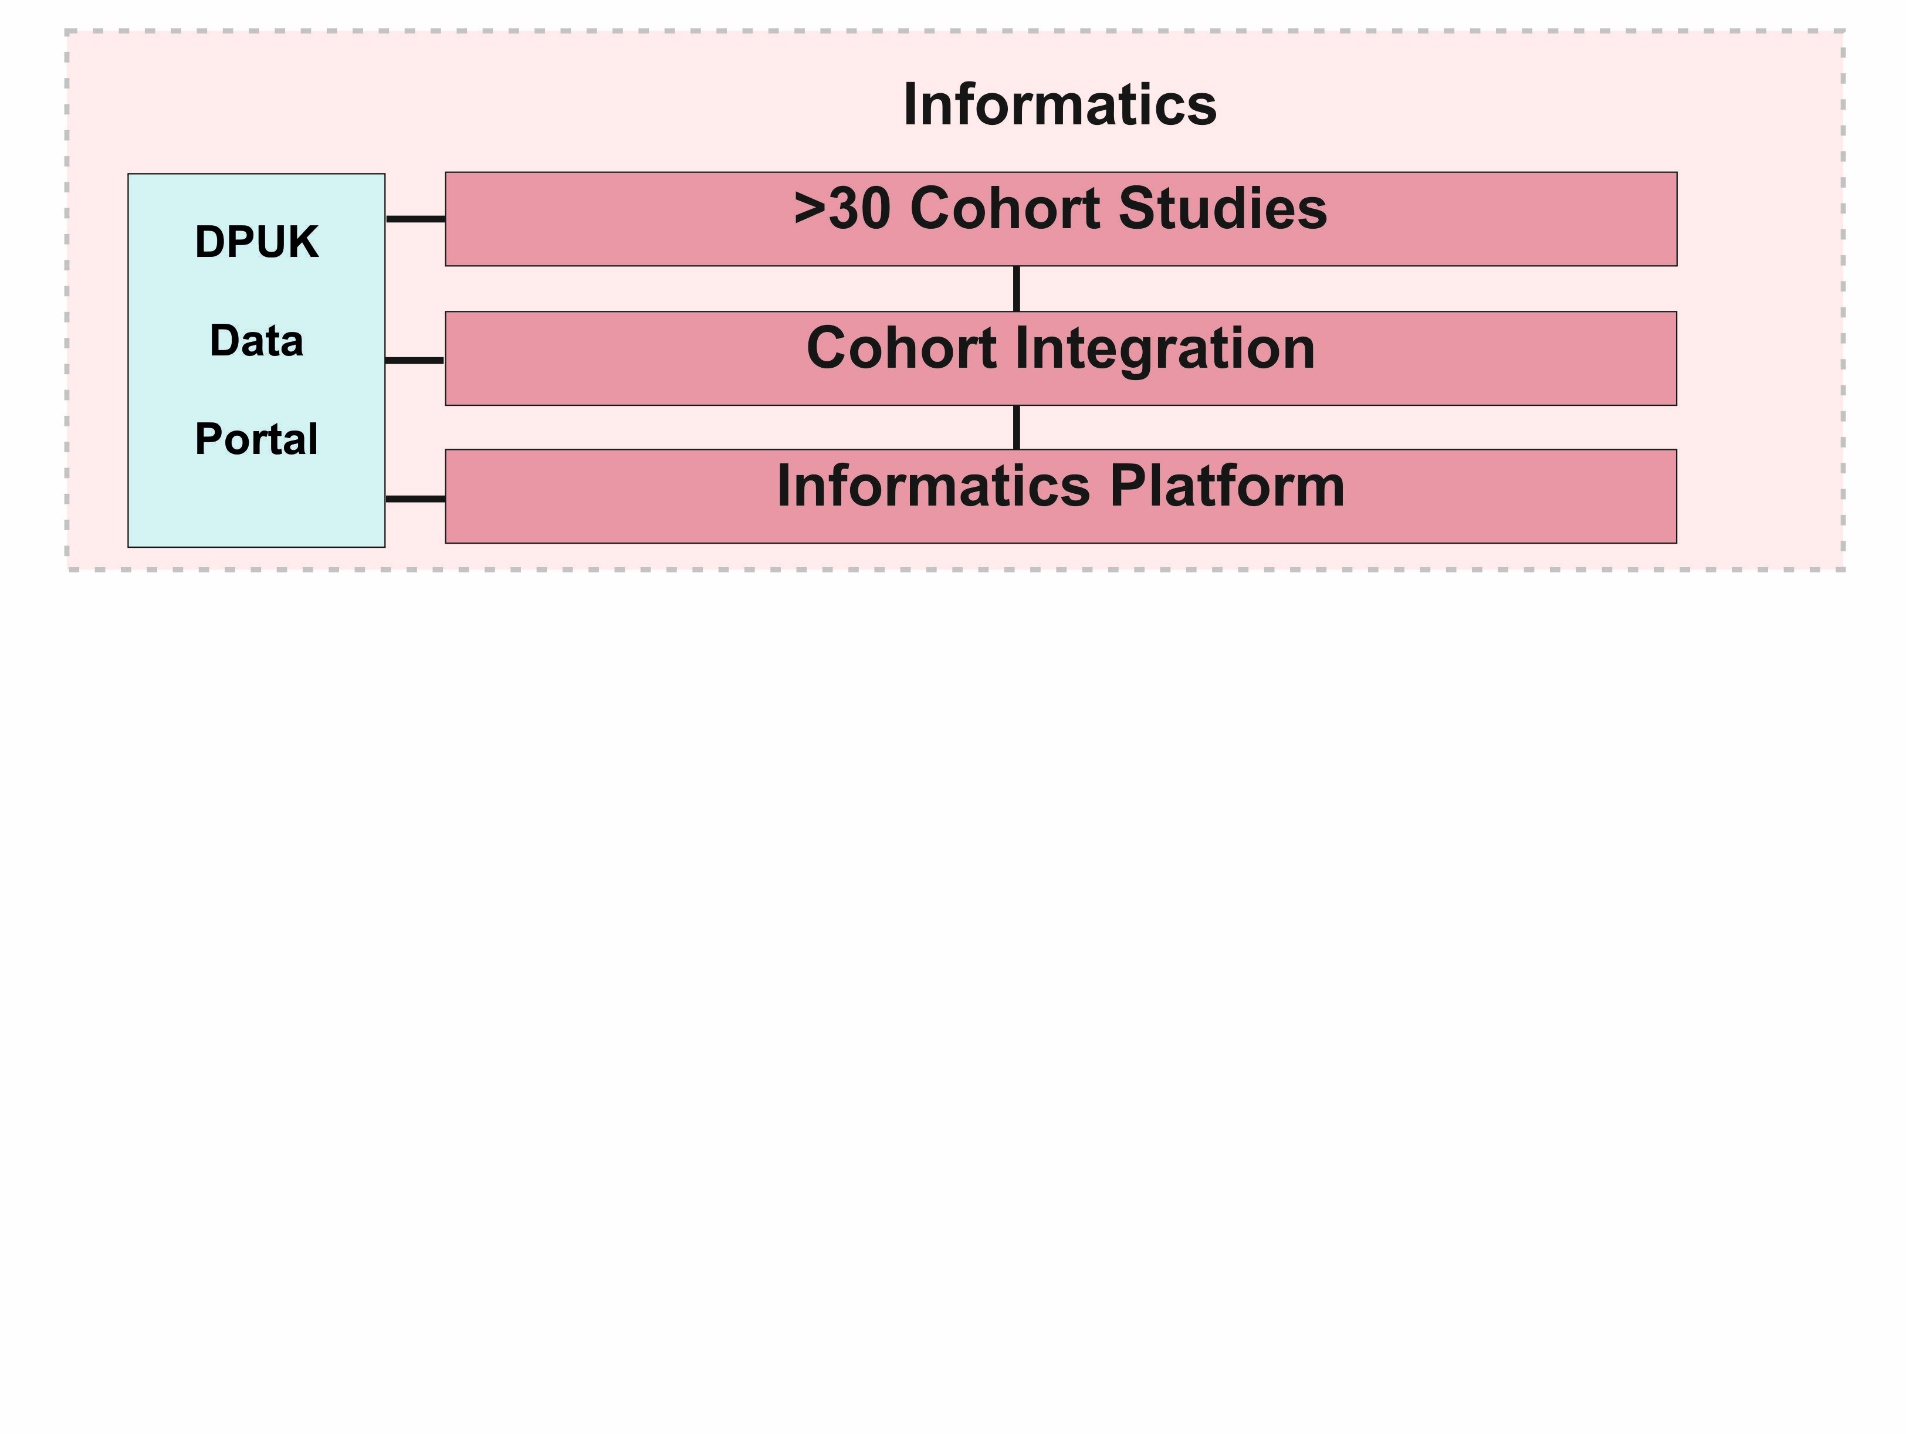 Informatics
DPUK
Data
Portal
>30 Cohort Studies
Cohort Integration
Informatics Platform